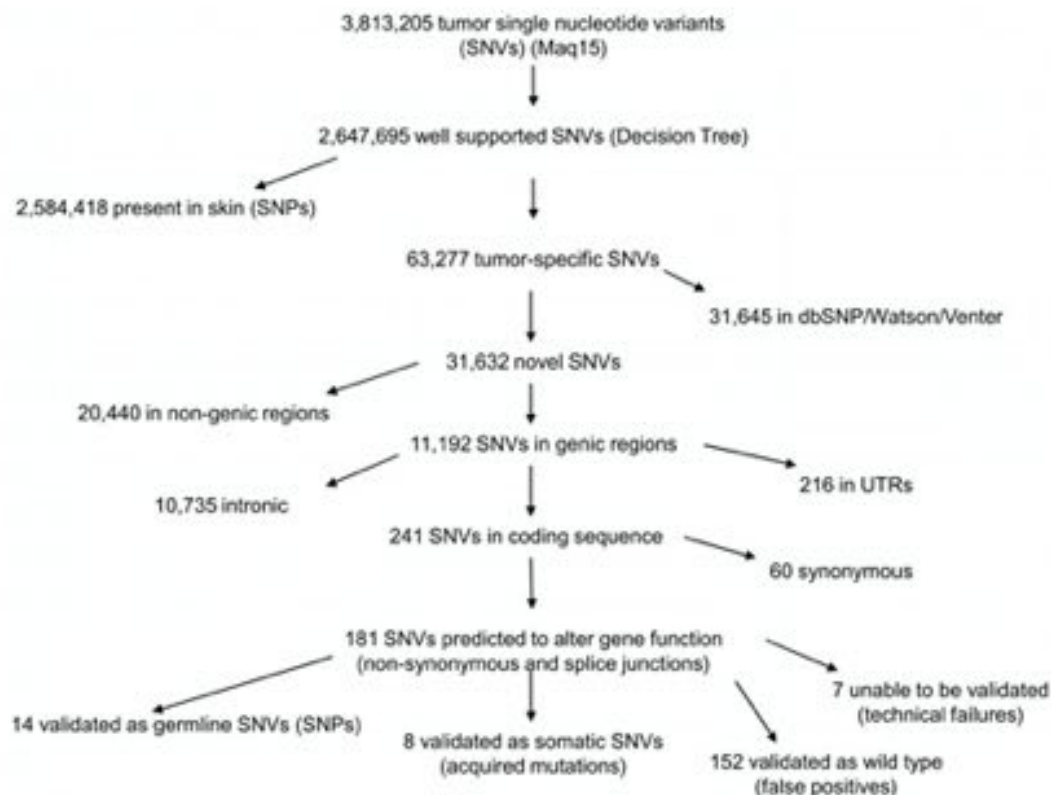 3,813,205 tumor single nucleotide variants
(SNVs) (Maq15)
2,647,695 well supported SNVs (Decision Tree)
2,584,418 present in skin (SNPs)
63,277 tumor-specific SNVs
31,645 in dbSNP/Watson/Venter
31,632 novel SNVs
20,440 in non-genic regions
11,192 SNVs in genic regions
216 in UTRs
10,735 intronic
241 SNVs in coding sequence
60 synonymous
181 SNVs predicted to alter gene function
(non-synonymous and splice junctions)
7 unable to be validated
(technical failures)
14 validated as germline SNVs (SNPs)
8 validated as somatic SNVs
(acquired mutations)
152 validated as wild type
(false positives)